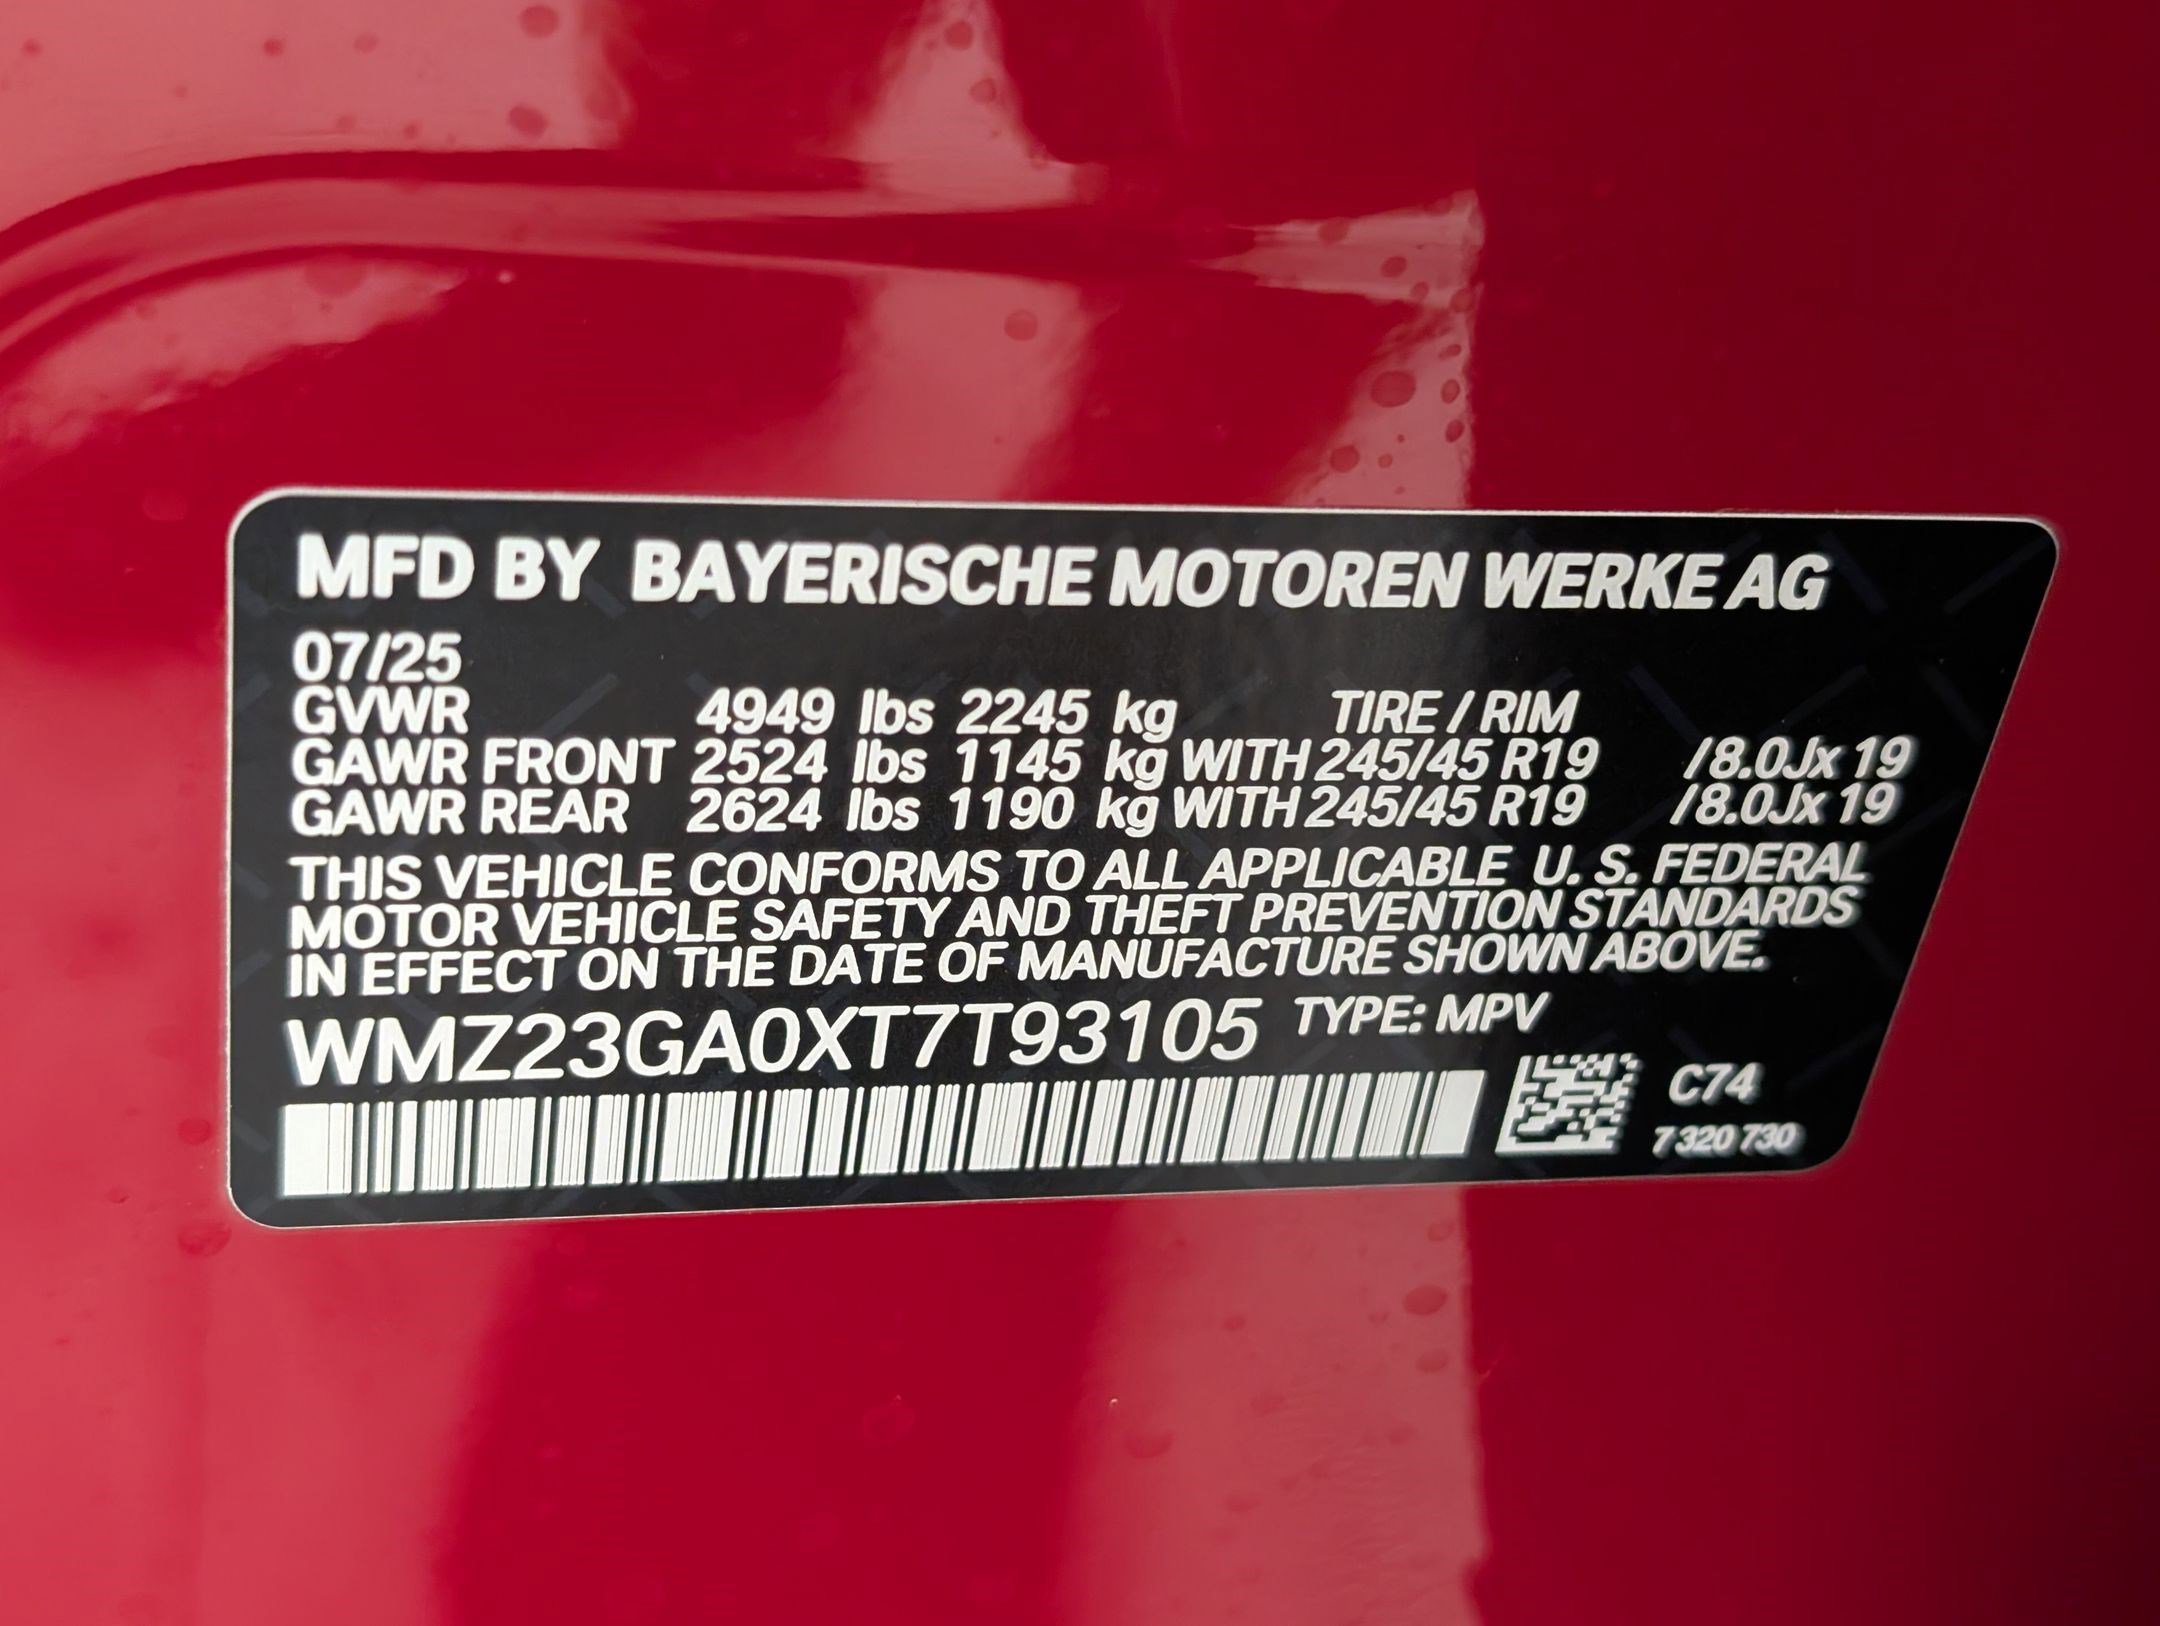 MFD BY BAYERISCHE MOTOREN WERKE AG
07/25
GVWR 4949 lbs 2245 kg TIRE / RIM
GAWR FRONT 2524 lbs 1145 kg WITH 245/45 R19 /8.0Jx 19
GAWR REAR 2624 lbs 1190 kg WITH 245/45 R19 /8.0Jx 19
THIS VEHICLE CONFORMS TO ALL APPLICABLE U. S. FEDERAL
MOTOR VEHICLE SAFETY AND THEFT PREVENTION STANDARDS
IN EFFECT ON THE DATE OF MANUFACTURE SHOWN ABOVE.
WMZ23GA0XT7T93105 TYPE: MPV
C74
7 320 730